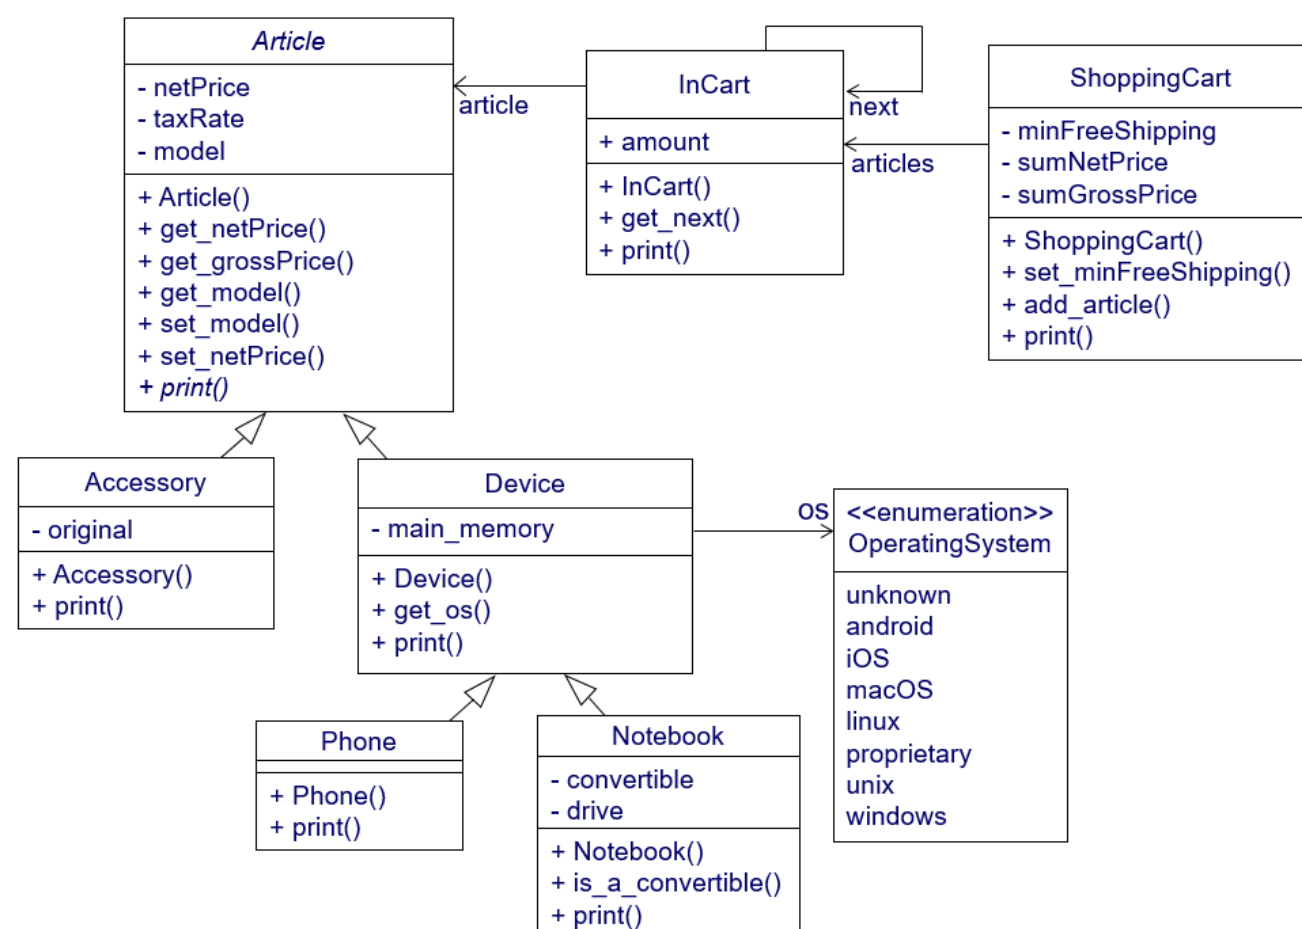 Article
- netPrice
- taxRate
- model
+ Article()
+ get_netPrice()
+ get_grossPrice()
+ get_model()
+ set_model()
+ set_netPrice()
+ print()
article
InCart
+ amount
+ InCart()
+ get_next()
+ print()
next
articles
ShoppingCart
- minFreeShipping
- sumNetPrice
- sumGrossPrice
+ ShoppingCart()
+ set_minFreeShipping()
+ add_article()
+ print()
Accessory
- original
+ Accessory()
+ print()
Device
- main_memory
+ Device()
+ get_os()
+ print()
os
<<enumeration>>
OperatingSystem
unknown
android
iOS
macOS
linux
proprietary
unix
windows
Phone
+ Phone()
+ print()
Notebook
- convertible
- drive
+ Notebook()
+ is_a_convertible()
+ print()